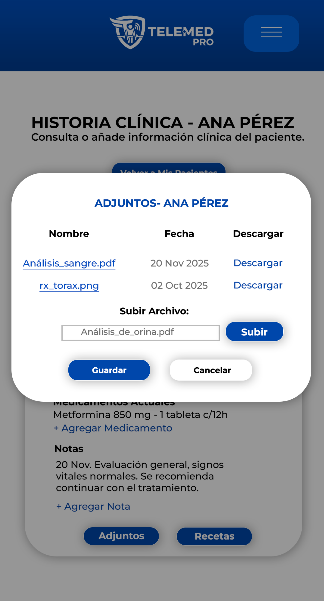 TELEMED
PRO
HISTORIA CLÍNICA - ANA PÉREZ
Consulta o añade información clínica del paciente.
Volver a Mis Pacientes
ADJUNTOS- ANA PÉREZ
Nombre Fecha Descargar
Análisis_sangre.pdf 20 Nov 2025 Descargar
rx_torax.png 02 Oct 2025 Descargar
Subir Archivo:
Análisis_de_orina.pdf Subir
Guardar Cancelar
Medicamentos Actuales
Metformina 850 mg - 1 tableta c/12h
+ Agregar Medicamento
Notas
20 Nov. Evaluación general, signos
vitales normales. Se recomienda
continuar con el tratamiento.
+ Agregar Nota
Adjuntos Recetas